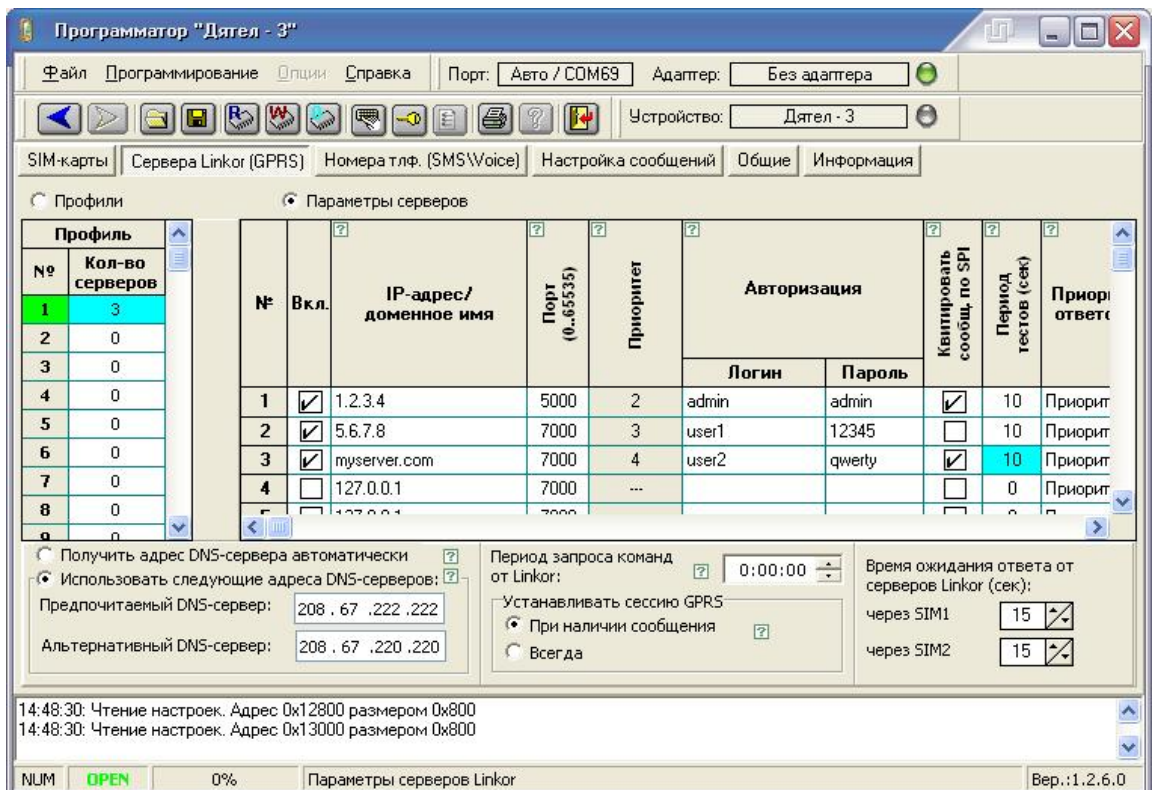 Программатор "Дятел - 3"
Файл Программирование Опции Справка Порт: Авто / COM69 Адаптер: Без адаптера
Устройство: Дятел - 3
SIM-карты Сервера Linkor (GPRS) Номера тлф. (SMS\Voice) Настройка сообщений Общие Информация
Профили Параметры серверов
Профиль
№ Кол-во серверов
1 3
2 0
3 0
4 0
5 0
6 0
7 0
8 0
9 0
№ Вкл. IP-адрес/ доменное имя Порт (0..65535) Приоритет Авторизация Квитировать сообщ. по SPI Период тестов (сек)
Логин Пароль
1 1.2.3.4 5000 2 admin admin 10
2 5.6.7.8 7000 3 user1 12345 10
3 myserver.com 7000 4 user2 qwerty 10
4 127.0.0.1 7000 --- 0
Получить адрес DNS-сервера автоматически
Использовать следующие адреса DNS-серверов:
Предпочитаемый DNS-сервер: 208 . 67 .222 .222
Альтернативный DNS-сервер: 208 . 67 .220 .220
Период запроса команд
от Linkor: 0:00:00
Устанавливать сессию GPRS
При наличии сообщения
Всегда
Время ожидания ответа от
серверов Linkor (сек):
через SIM1 15
через SIM2 15
14:48:30: Чтение настроек. Адрес 0x12800 размером 0x800
14:48:30: Чтение настроек. Адрес 0x13000 размером 0x800
NUM OPEN 0% Параметры серверов Linkor Вер.:1.2.6.0